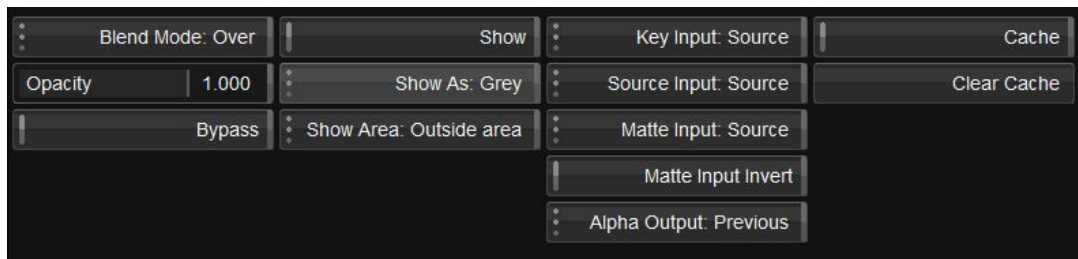 Blend Mode: Over
Show
Key Input: Source
Cache
Opacity 1.000
Show As: Grey
Source Input: Source
Clear Cache
Bypass
Show Area: Outside area
Matte Input: Source
Matte Input Invert
Alpha Output: Previous